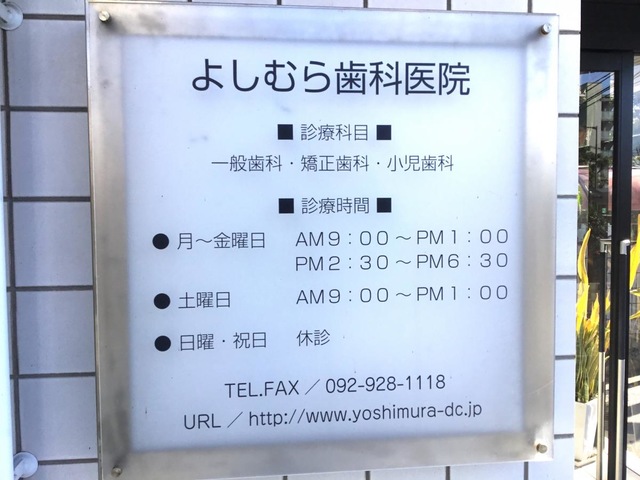 よしむら歯科医院
■ 診療科目 ■
一般歯科・矯正歯科・小児歯科
■ 診療時間 ■
● 月～金曜日 AM9：00～PM1：00
PM2：30～PM6：30
● 土曜日 AM9：00～PM1：00
● 日曜・祝日 休診
TEL.FAX／092-928-1118
URL／http://www.yoshimura-dc.jp